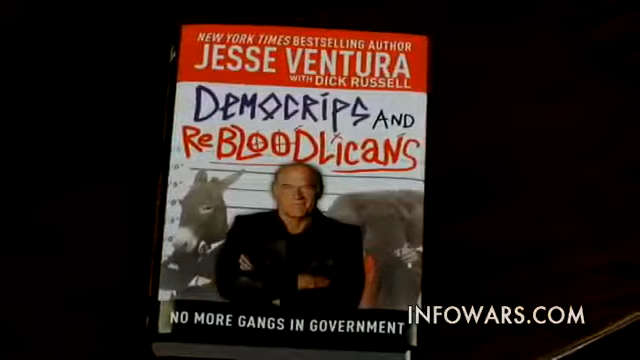 NEW YORK TIMES BESTSELLING AUTHOR
JESSE VENTURA
WITH DICK RUSSELL
DEMOCRIPS AND
ReBLOODLicaNS
NO MORE GANGS IN GOVERNMENT
INFOWARS.COM